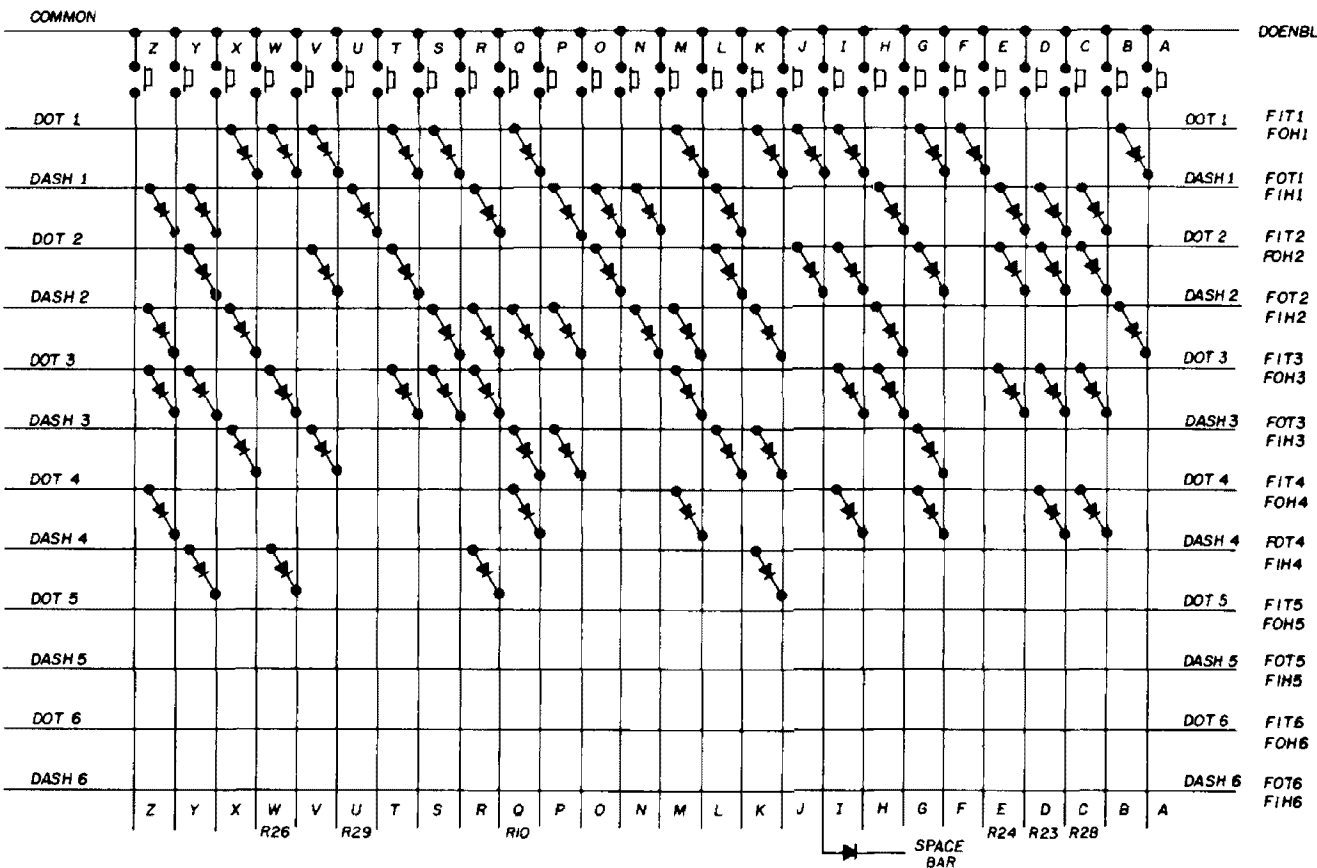 COMMON
DOENBL
Z Y X W V U T S R Q P O N M L K J I H G F E D C B A
DOT 1 DOT 1 FIT1
FOH1
DASH 1 DASH 1 FOT1
FIH1
DOT 2 DOT 2 FIT2
FOH2
DASH 2 DASH 2 FOT2
FIH2
DOT 3 DOT 3 FIT3
FOH3
DASH 3 DASH 3 FOT3
FIH3
DOT 4 DOT 4 FIT4
FOH4
DASH 4 DASH 4 FOT4
FIH4
DOT 5 DOT 5 FIT5
FOH5
DASH 5 DASH 5 FOT5
FIH5
DOT 6 DOT 6 FIT6
FOH6
DASH 6 DASH 6 FOT6
FIH6
Z Y X W V U T S R Q P O N M L K J I H G F E D C B A
R26 R29 R10 R24 R23 R28
SPACE
BAR